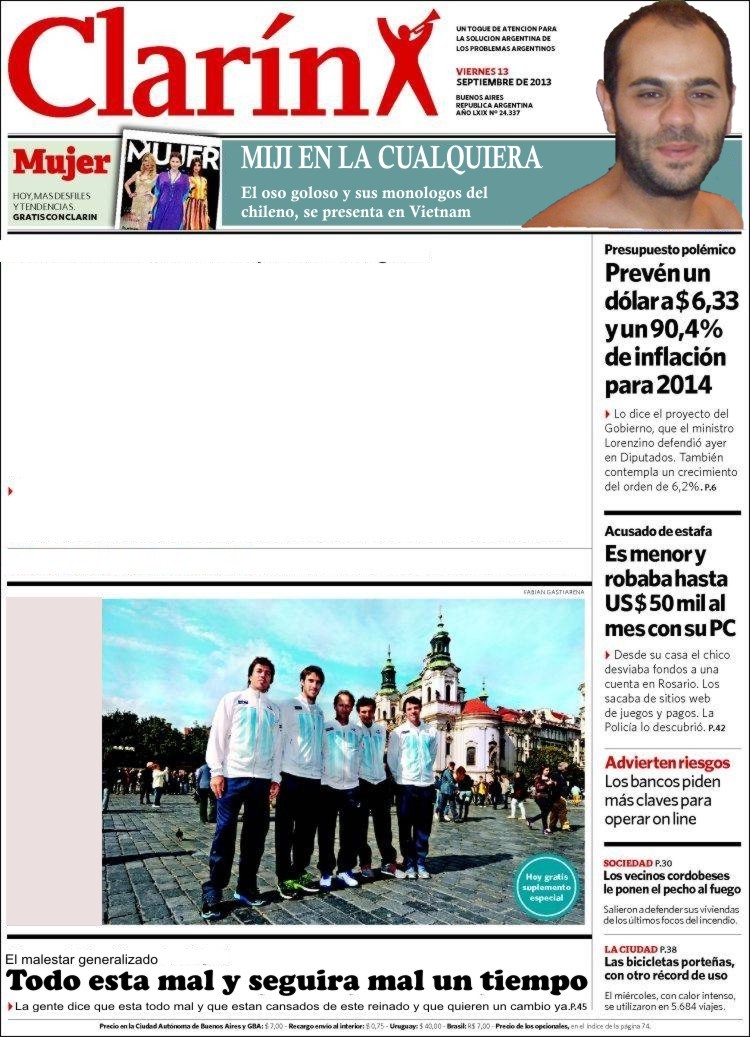 Clarín
UN TOQUE DE ATENCION PARA
LA SOLUCION ARGENTINA DE
LOS PROBLEMAS ARGENTINOS
VIERNES 13
SEPTIEMBRE DE 2013
BUENOS AIRES
REPUBLICA ARGENTINA
AÑO LXIX Nº 24.337
Mujer
HOY, MAS DESFILES
Y TENDENCIAS.
GRATIS CON CLARIN
MUJER
MIJI EN LA CUALQUIERA
El oso goloso y sus monologos del
chileno, se presenta en Vietnam
Presupuesto polémico
Prevén un
dólar a $ 6,33
y un 90,4%
de inflación
para 2014
Lo dice el proyecto del
Gobierno, que el ministro
Lorenzino defendió ayer
en Diputados. También
contempla un crecimiento
del orden de 6,2%. P.6
Acusado de estafa
Es menor y
robaba hasta
US$ 50 mil al
mes con su PC
Desde su casa el chico
desviaba fondos a una
cuenta en Rosario. Los
sacaba de sitios web
de juegos y pagos. La
Policía lo descubrió. P.42
Advierten riesgos
Los bancos piden
más claves para
operar on line
SOCIEDAD P.30
Los vecinos cordobeses
le ponen el pecho al fuego
Salieron a defender sus viviendas
de los últimos focos del incendio.
LA CIUDAD P.38
Las bicicletas porteñas,
con otro récord de uso
El miércoles, con calor intenso,
se utilizaron en 5.684 viajes.
FABIAN GASTIARENA
Hoy gratis
suplemento
especial
El malestar generalizado
Todo esta mal y seguira mal un tiempo
La gente dice que esta todo mal y que estan cansados de este reinado y que quieren un cambio ya.P.45
Precio en la Ciudad Autónoma de Buenos Aires y GBA: $ 7,00 - Recargo envío al interior: $ 0,75 - Uruguay: $ 40,00 - Brasil: R$ 7,00 - Precio de los opcionales, en el índice de la página 74.